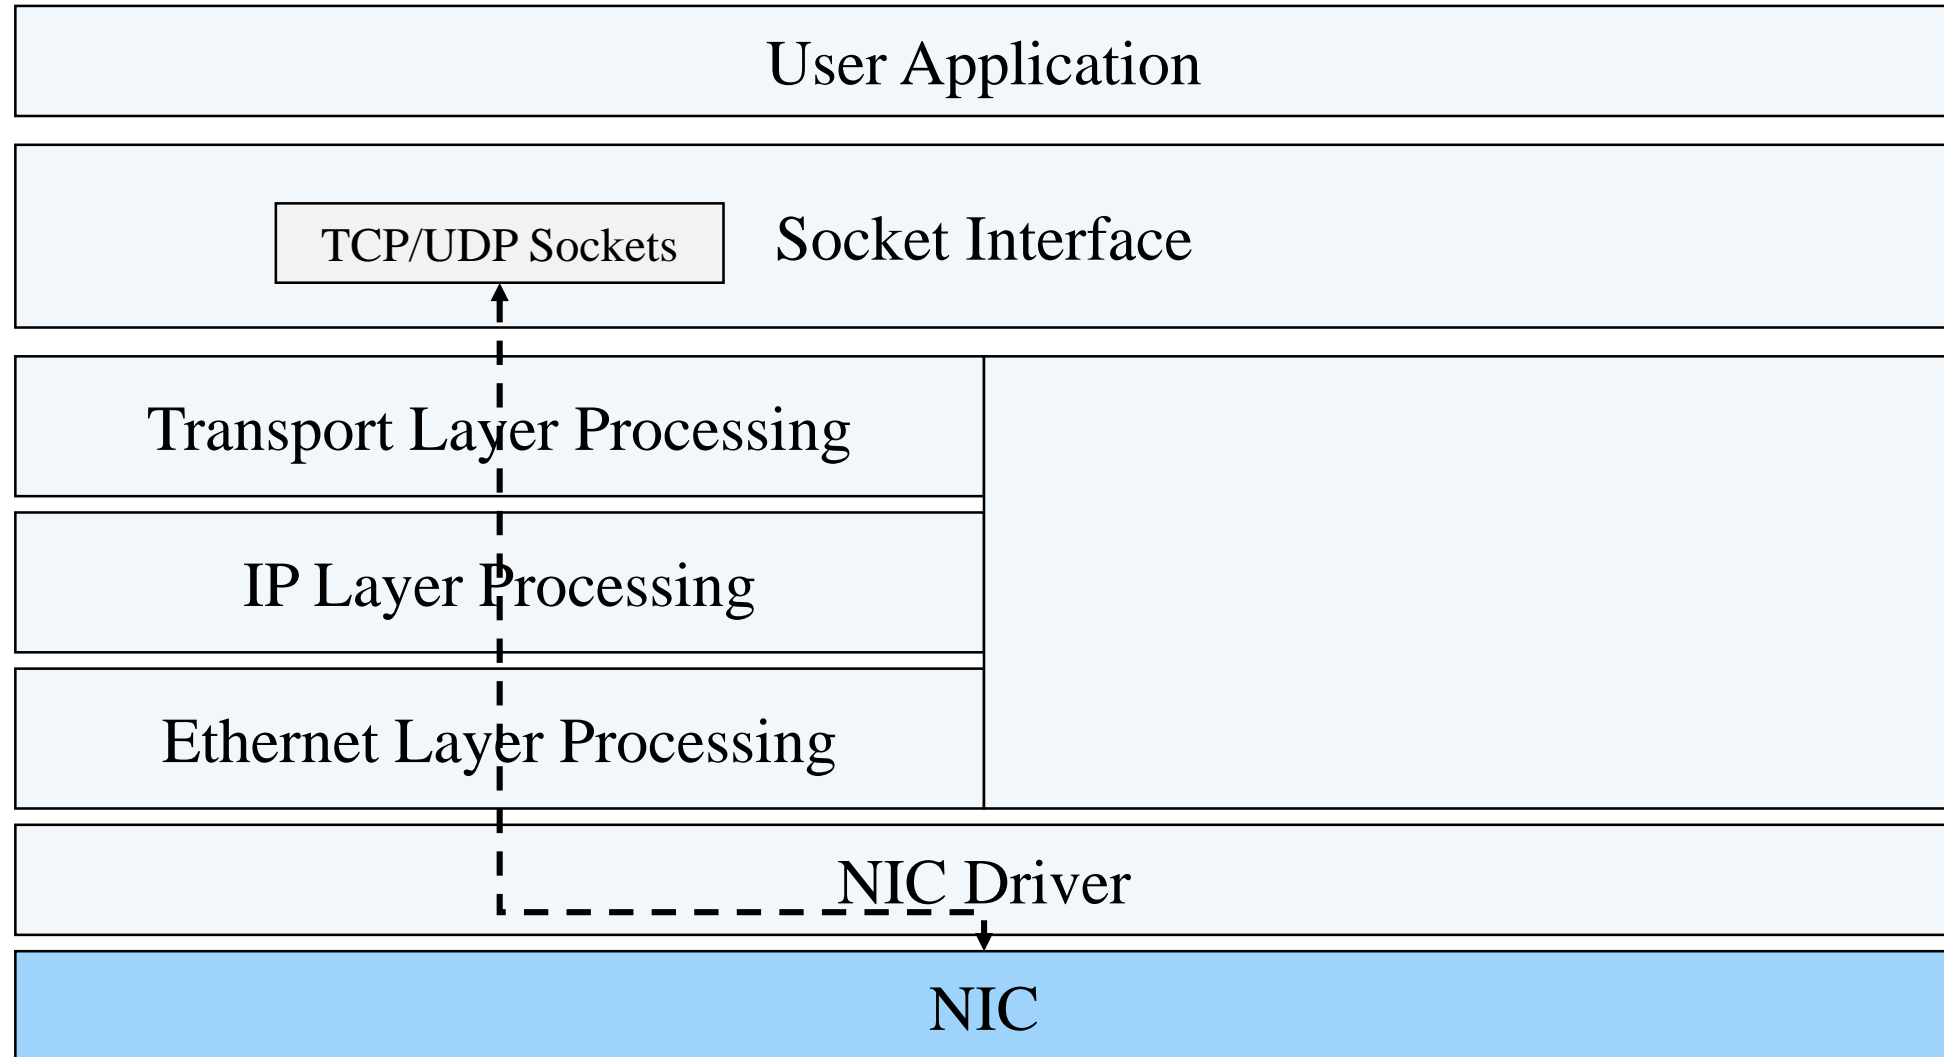 User Application
TCP/UDP Sockets
Socket Interface
Transport Layer Processing
IP Layer Processing
Ethernet Layer Processing
NIC Driver
NIC